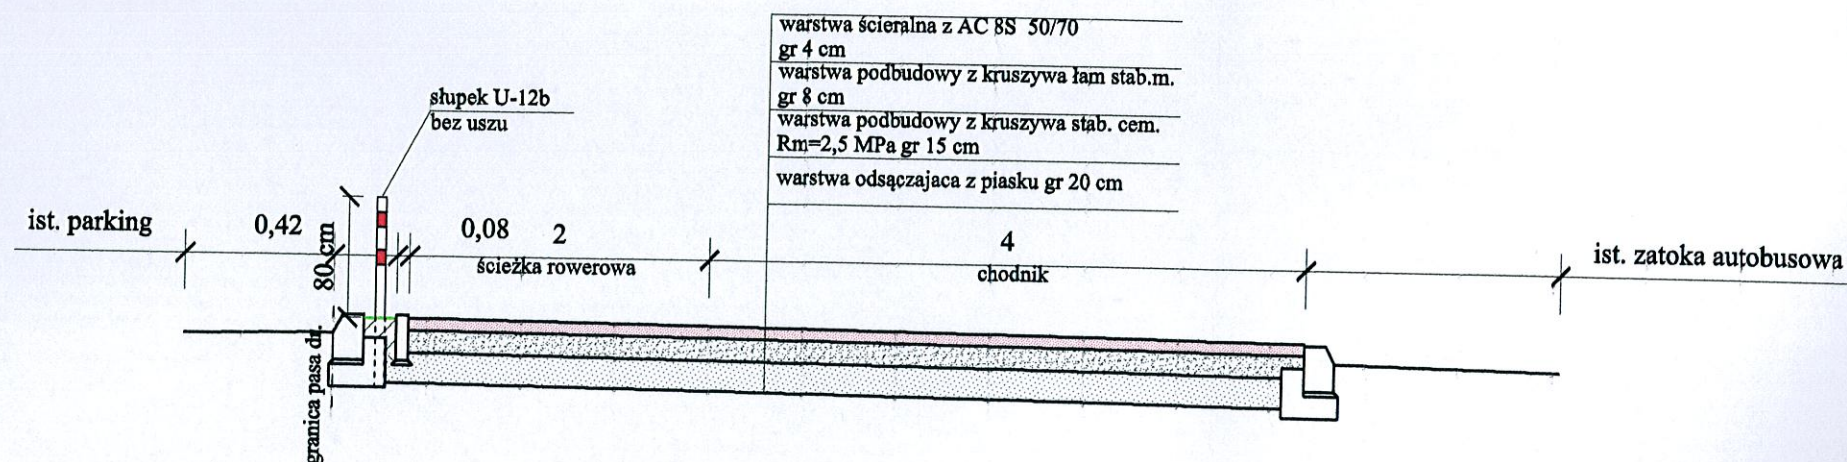 warstwa ścieralna z AC 8S 50/70
gr 4 cm
warstwa podbudowy z kruszywa łam stab.m.
gr 8 cm
warstwa podbudowy z kruszywa stab. cem.
Rm=2,5 MPa gr 15 cm
warstwa odsączajaca z piasku gr 20 cm
słupek U-12b
bez uszu
ist. parking
0,42
80 cm
0,08 2
ścieżka rowerowa
4
chodnik
ist. zatoka autobusowa
granica pasa dr.